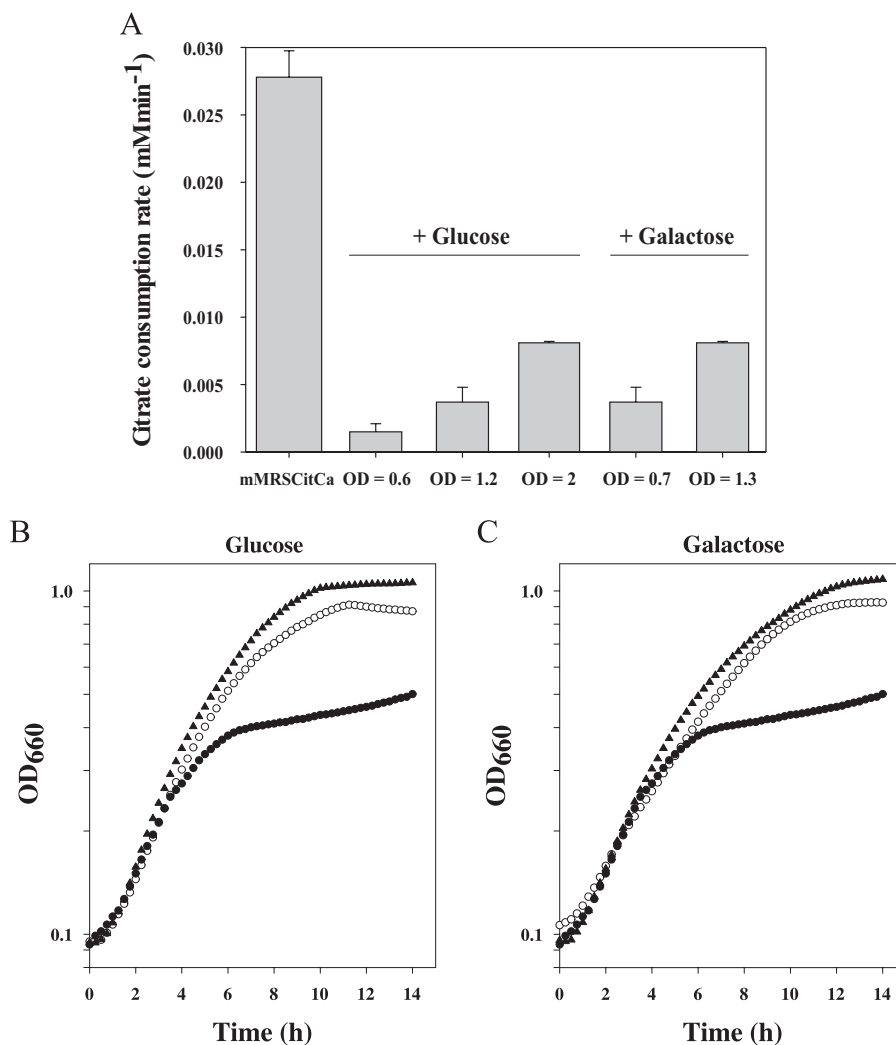 A
Citrate consumption rate (mMmin-1)
0.030
0.025
0.020
0.015
0.010
0.005
0.000
+ Glucose
+ Galactose
mMRSCitCa OD = 0.6 OD = 1.2 OD = 2 OD = 0.7 OD = 1.3
B
Glucose
OD660
1.0
0.1
0 2 4 6 8 10 12 14
Time (h)
C
Galactose
OD660
1.0
0.1
0 2 4 6 8 10 12 14
Time (h)